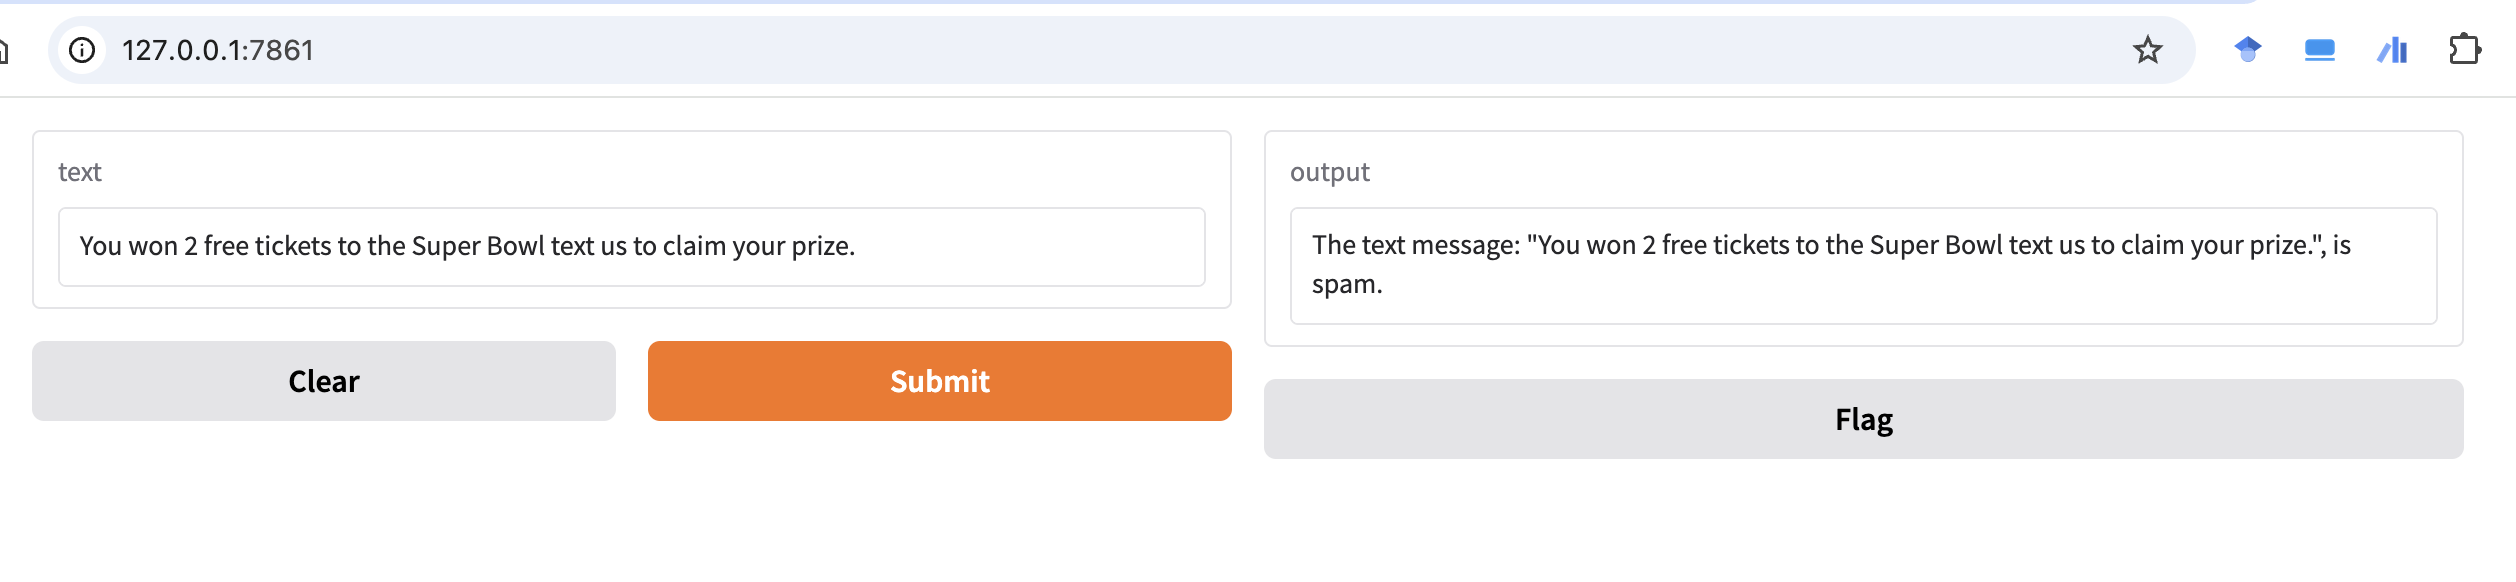 127.0.0.1:7861
text
You won 2 free tickets to the Super Bowl text us to claim your prize.
Clear
Submit
output
The text message: "You won 2 free tickets to the Super Bowl text us to claim your prize.", is
spam.
Flag